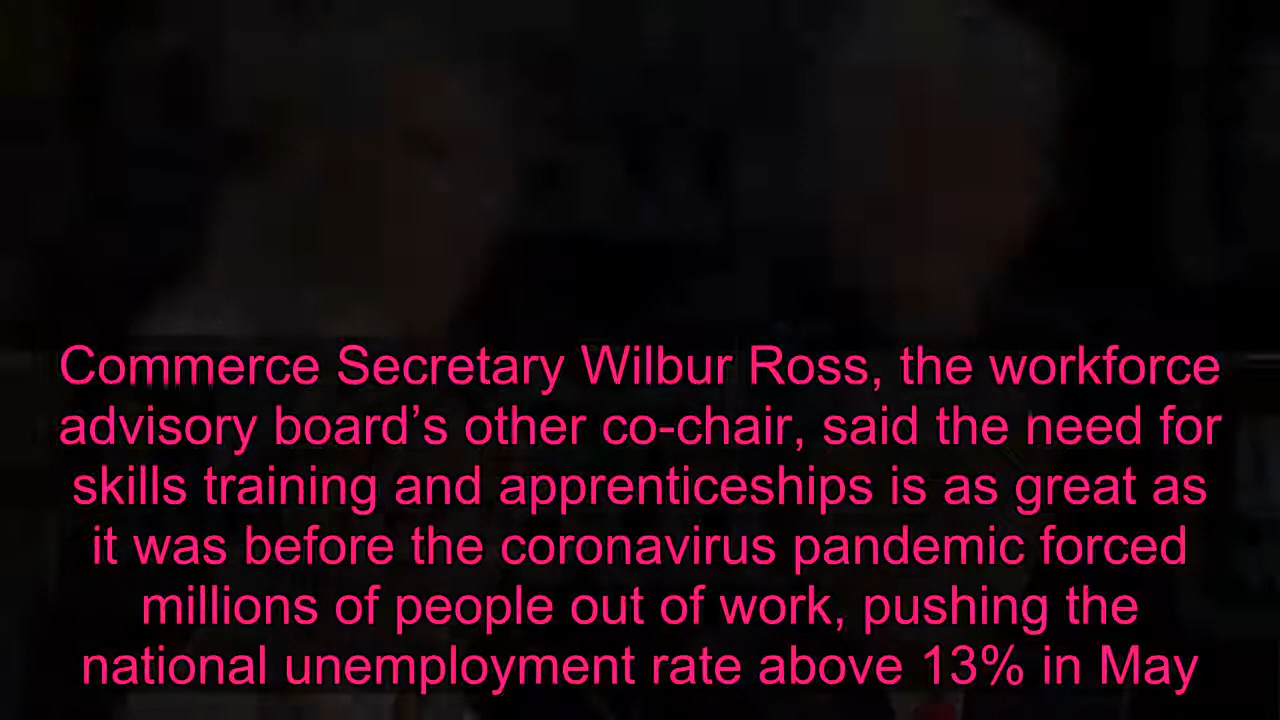 Commerce Secretary Wilbur Ross, the workforce
advisory board’s other co-chair, said the need for
skills training and apprenticeships is as great as
it was before the coronavirus pandemic forced
millions of people out of work, pushing the
national unemployment rate above 13% in May